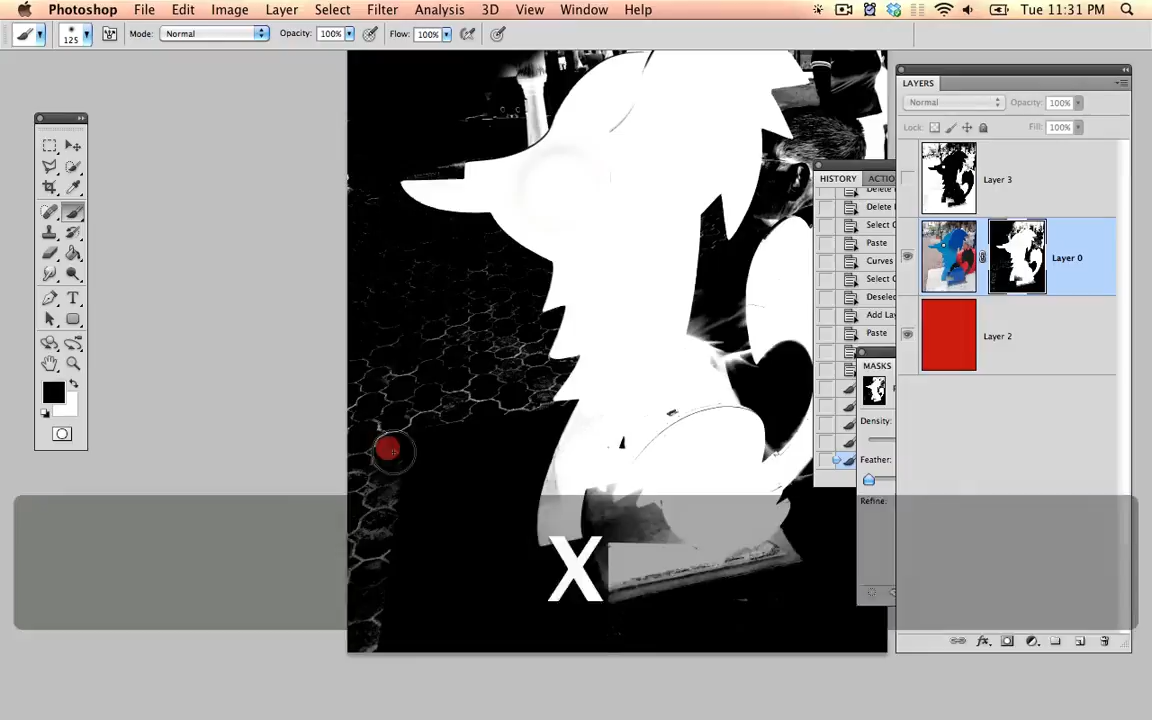 Photoshop File Edit Image Layer Select Filter Analysis 3D View Window Help Tue 11:31 PM
125 Mode: Normal Opacity: 100% Flow: 100%
LAYERS
Normal Opacity: 100%
Lock: Fill: 100%
Layer 3
HISTORY ACTIO
Delete
Delete
Select
Paste
Layer 0
Curves
Select
Deselec
Add La
Paste
Layer 2
MASKS
Density:
Feather:
Refine:
X